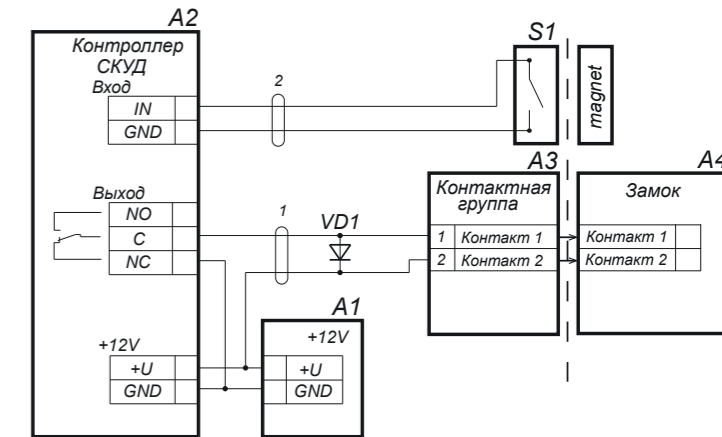 A2
Контроллер
СКУД
Вход
IN
GND
2
S1
magnet
Выход
NO
C
NC
1
VD1
A3
Контактная
группа
1 Контакт 1
2 Контакт 2
A4
Замок
Контакт 1
Контакт 2
+12V
+U
GND
A1
+12V
+U
GND